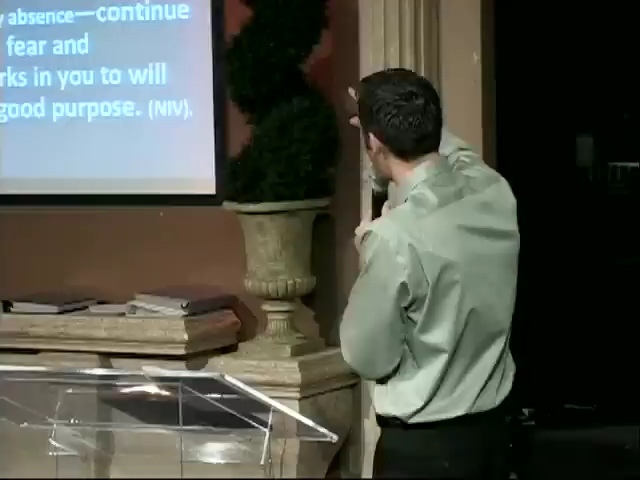 absence—continue
fear and
rks in you to will
good purpose. (NIV).